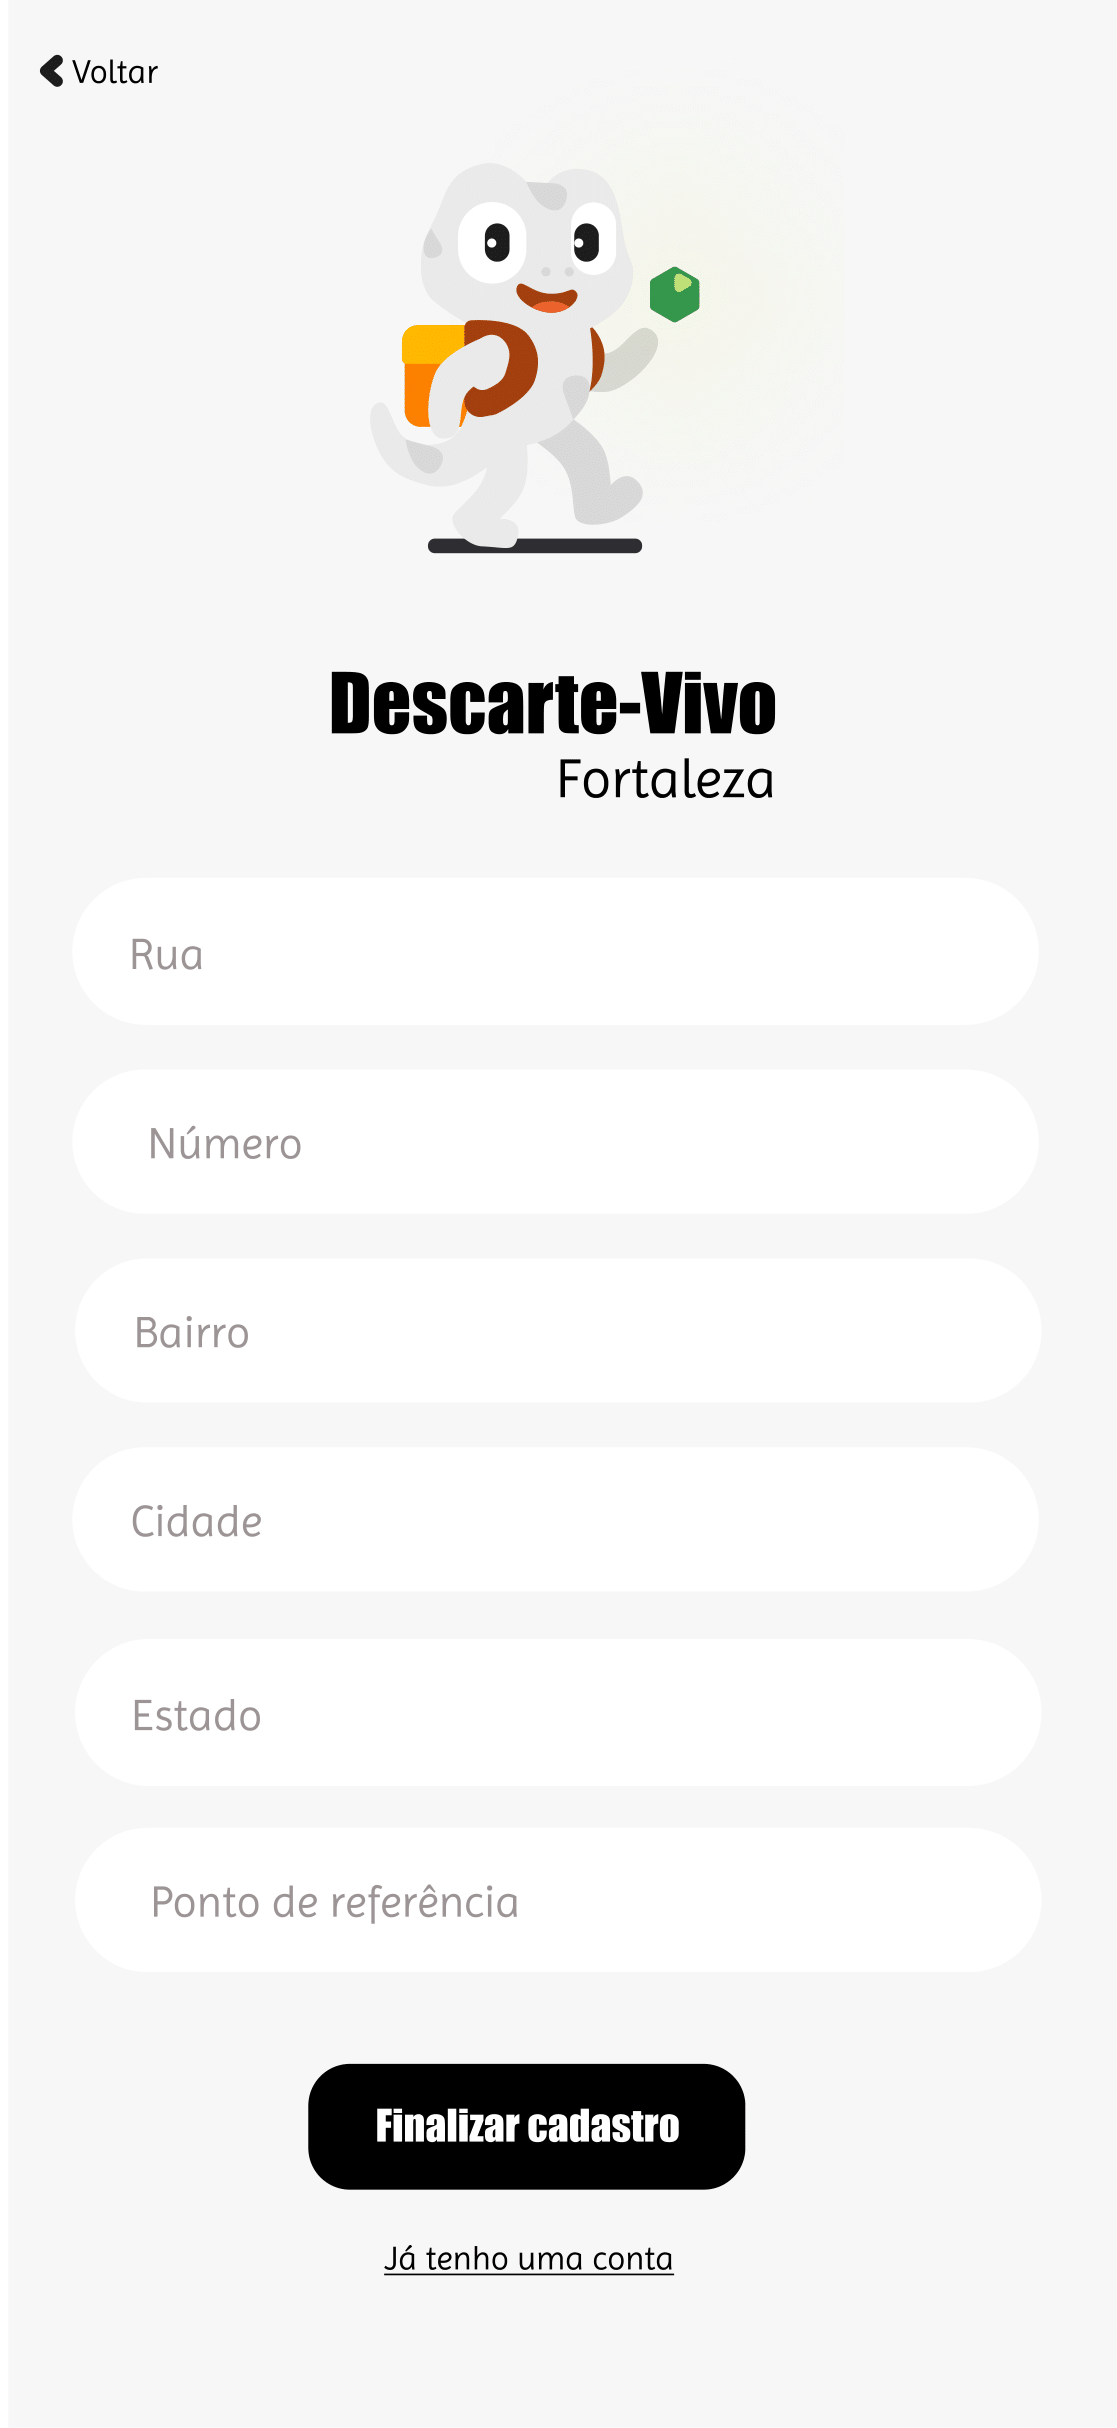 Voltar
Descarte-Vivo
Fortaleza
Rua
Número
Bairro
Cidade
Estado
Ponto de referência
Finalizar cadastro
Já tenho uma conta